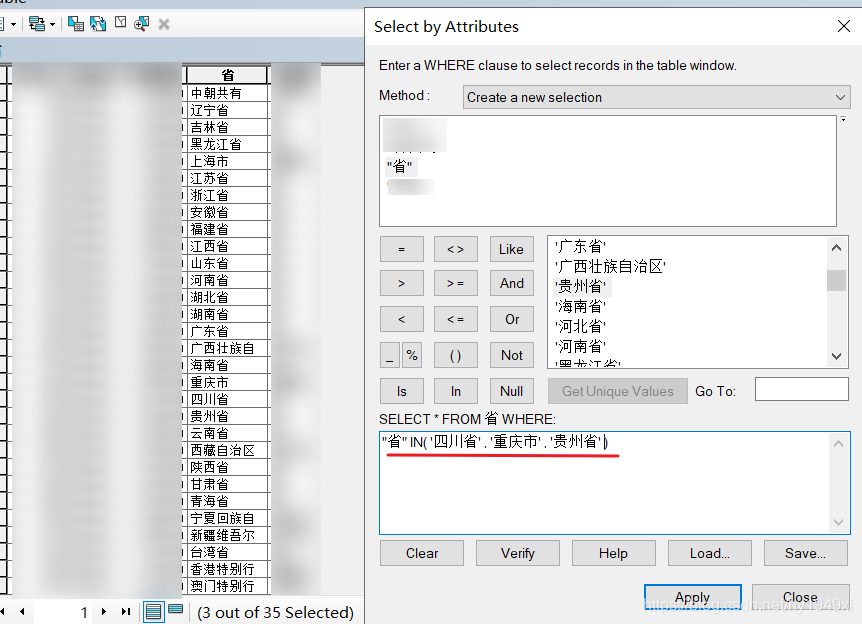 Select by Attributes
Enter a WHERE clause to select records in the table window.
Method :
Create a new selection
"省"
= <> Like
> >= And
< <= Or
_ % () Not
Is In Null
'广东省'
'广西壮族自治区'
'贵州省'
'海南省'
'河北省'
'河南省'
'黑龙江省'
Get Unique Values
Go To:
SELECT * FROM 省 WHERE:
"省" IN( '四川省' , '重庆市' , '贵州省' )
Clear
Verify
Help
Load...
Save...
Apply
Close
省
中朝共有
辽宁省
吉林省
黑龙江省
上海市
江苏省
浙江省
安徽省
福建省
江西省
山东省
河南省
湖北省
湖南省
广东省
广西壮族自
海南省
重庆市
四川省
贵州省
云南省
西藏自治区
陕西省
甘肃省
青海省
宁夏回族自
新疆维吾尔
台湾省
香港特别行
澳门特别行
1
(3 out of 35 Selected)